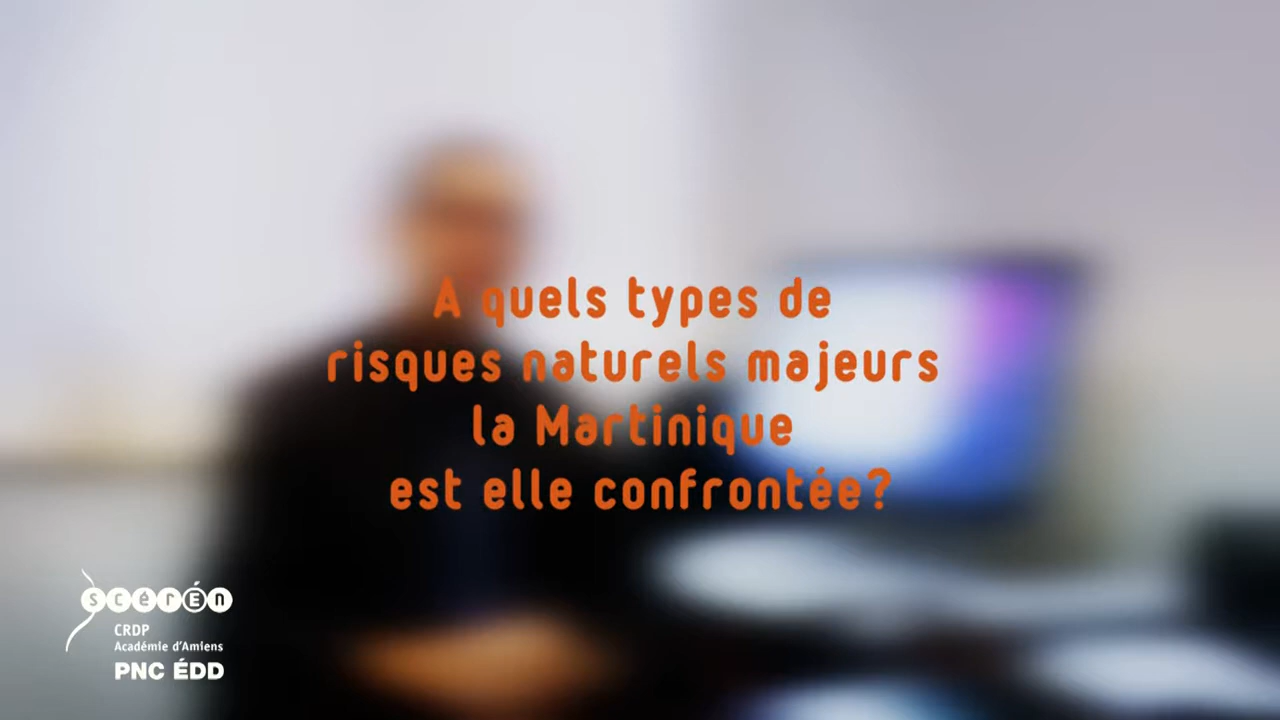 A quels types de
risques naturels majeurs
la Martinique
est elle confrontée?
scérÉn
CRDP
Académie d'Amiens
PNC ÉDD